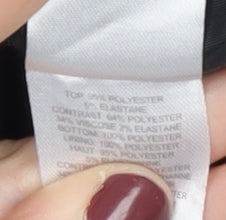 TOP: 95% POLYESTER
5% ELASTANE
CONTRAST: 64% POLYESTER
34% VISCOSE 2% ELASTANE
BOTTOM: 100% POLYESTER
LINING: 100% POLYESTER
HAUT: 95% POLYESTER
5% ELASTHANNE